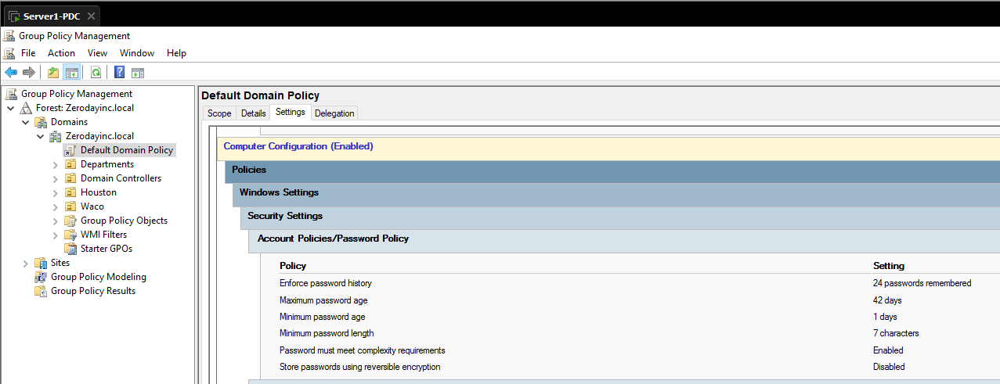 Server1-PDC
Group Policy Management
File Action View Window Help
Group Policy Management
Forest: Zerodayinc.local
Domains
Zerodayinc.local
Default Domain Policy
Departments
Domain Controllers
Houston
Waco
Group Policy Objects
WMI Filters
Starter GPOs
Sites
Group Policy Modeling
Group Policy Results
Default Domain Policy
Scope Details Settings Delegation
Computer Configuration (Enabled)
Policies
Windows Settings
Security Settings
Account Policies/Password Policy
Policy Setting
Enforce password history 24 passwords remembered
Maximum password age 42 days
Minimum password age 1 days
Minimum password length 7 characters
Password must meet complexity requirements Enabled
Store passwords using reversible encryption Disabled